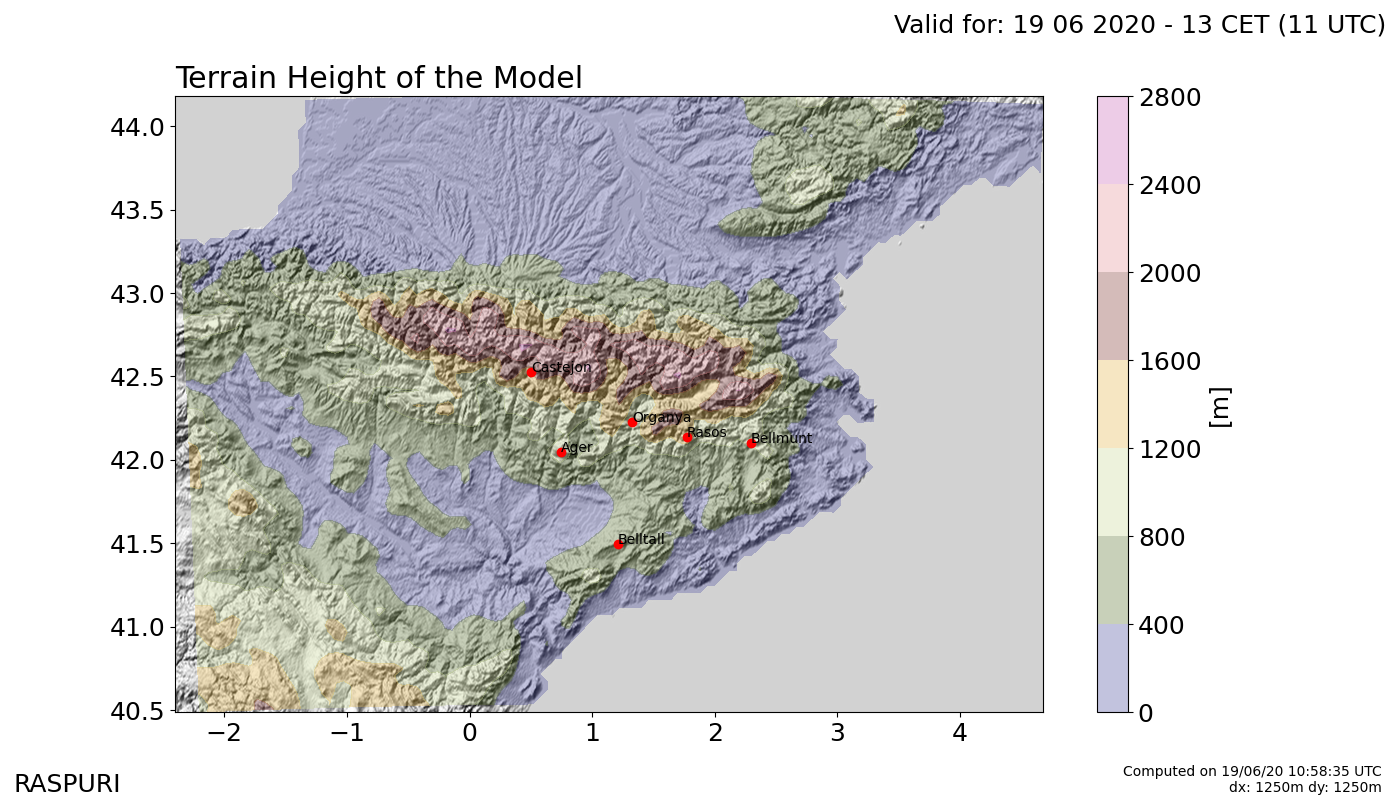 Valid for: 19 06 2020 - 13 CET (11 UTC)
Terrain Height of the Model
44.0
43.5
43.0
42.5
42.0
41.5
41.0
40.5
−2
−1
0
1
2
3
4
Castejon
Organya
Rasos
Bellmunt
Ager
Belltall
2800
2400
2000
1600
1200
800
400
0
[m]
RASPURI
Computed on 19/06/20 10:58:35 UTC
dx: 1250m dy: 1250m